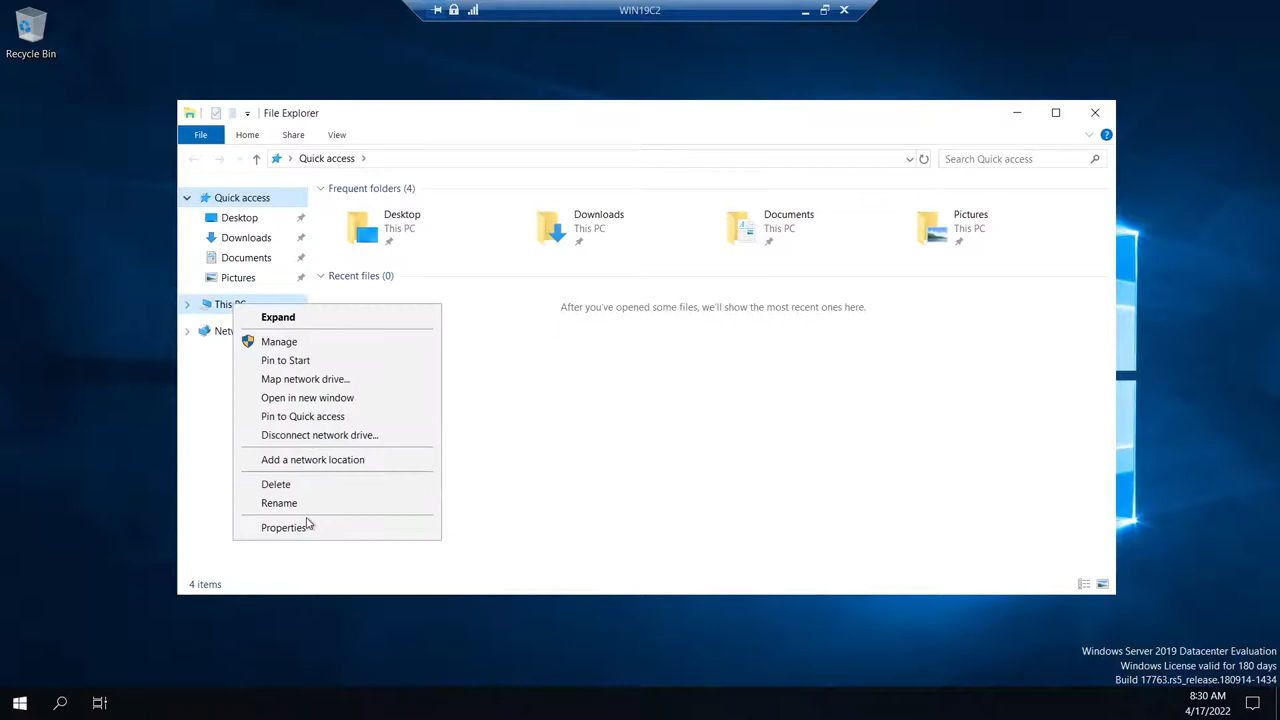 WIN19C2
Recycle Bin
File Explorer
File Home Share View
Quick access
Search Quick access
Quick access
Desktop
Downloads
Documents
Pictures
This PC
Expand
Manage
Pin to Start
Map network drive...
Open in new window
Pin to Quick access
Disconnect network drive...
Add a network location
Delete
Rename
Properties
Frequent folders (4)
Desktop
This PC
Downloads
This PC
Documents
This PC
Pictures
This PC
Recent files (0)
After you've opened some files, we'll show the most recent ones here.
4 items
Windows Server 2019 Datacenter Evaluation
Windows License valid for 180 days
Build 17763.rs5_release.180914-1434
8:30 AM
4/17/2022